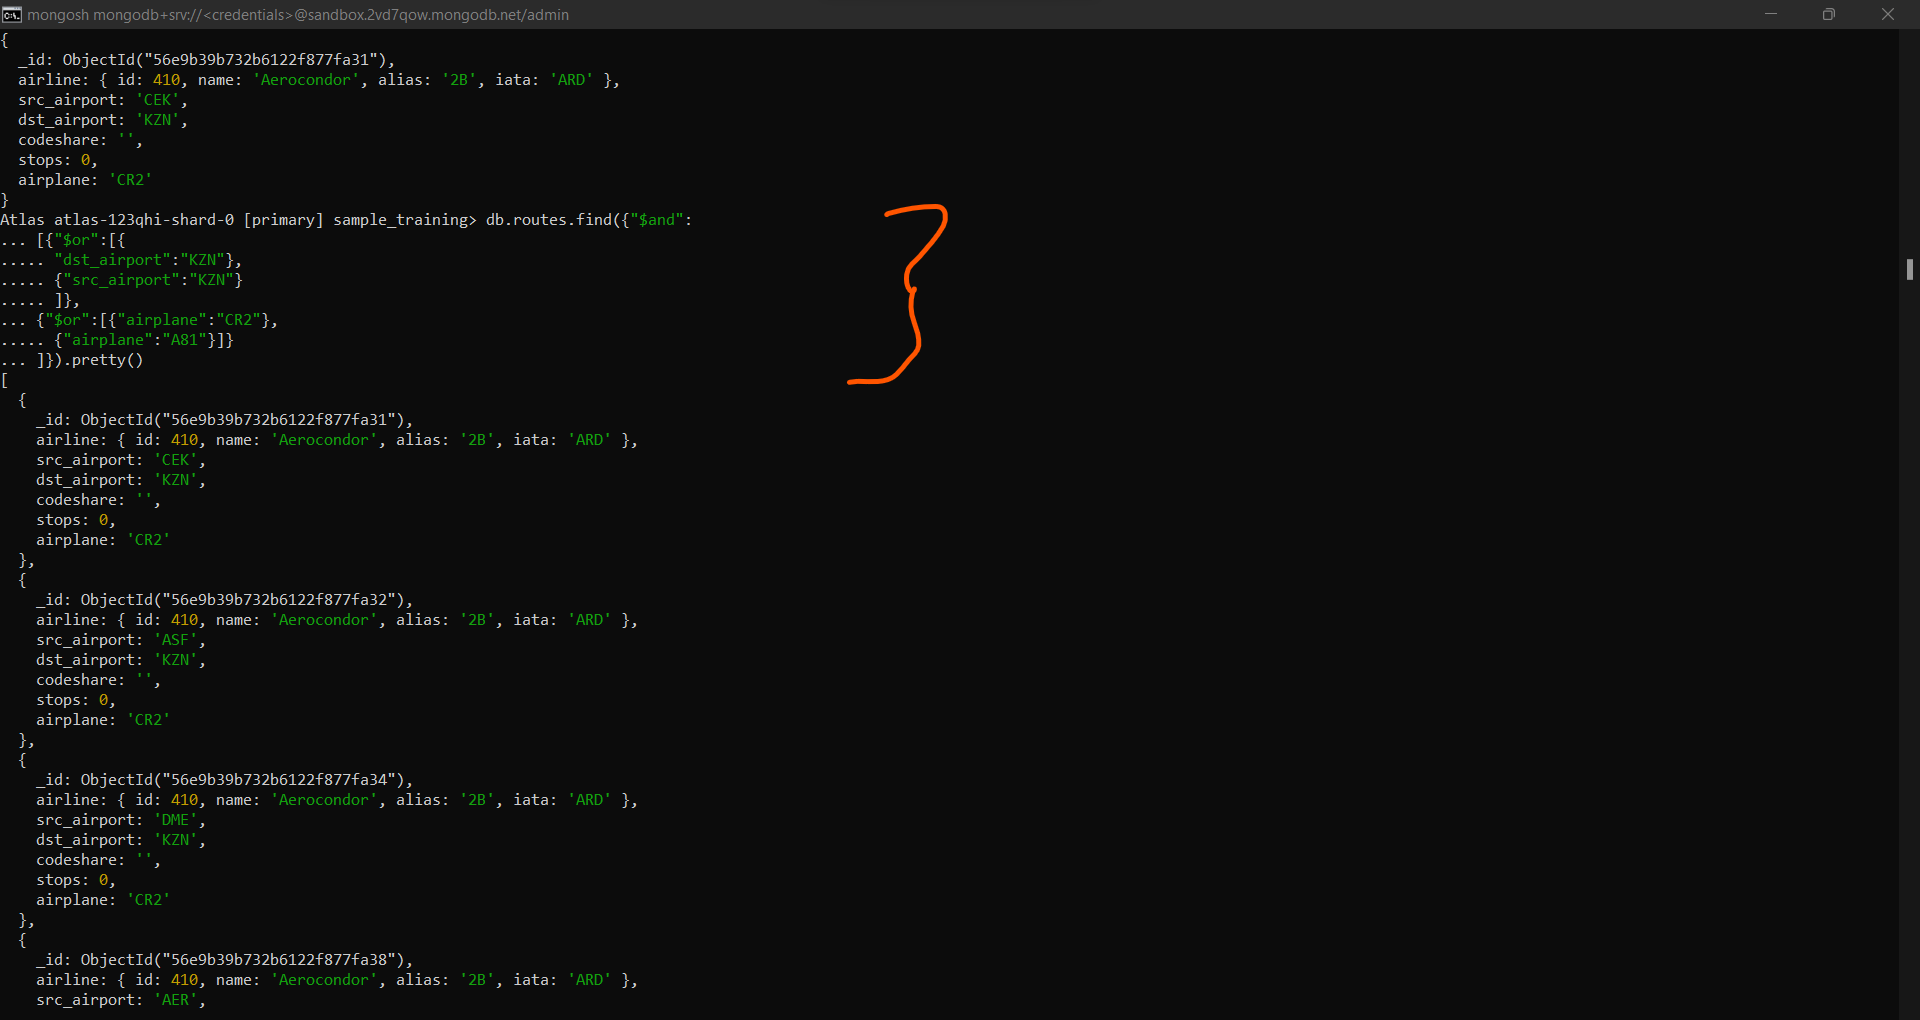 mongosh mongodb+srv://<credentials>@sandbox.2vd7qow.mongodb.net/admin
{
  _id: ObjectId("56e9b39b732b6122f877fa31"),
  airline: { id: 410, name: 'Aerocondor', alias: '2B', iata: 'ARD' },
  src_airport: 'CEK',
  dst_airport: 'KZN',
  codeshare: '',
  stops: 0,
  airplane: 'CR2'
}
Atlas atlas-123qhi-shard-0 [primary] sample_training> db.routes.find({"$and":
... [{"$or":[{
..... "dst_airport":"KZN"},
..... {"src_airport":"KZN"}
..... ]},
... {"$or":[{"airplane":"CR2"},
..... {"airplane":"A81"}]}
... ]}).pretty()
[
  {
    _id: ObjectId("56e9b39b732b6122f877fa31"),
    airline: { id: 410, name: 'Aerocondor', alias: '2B', iata: 'ARD' },
    src_airport: 'CEK',
    dst_airport: 'KZN',
    codeshare: '',
    stops: 0,
    airplane: 'CR2'
  },
  {
    _id: ObjectId("56e9b39b732b6122f877fa32"),
    airline: { id: 410, name: 'Aerocondor', alias: '2B', iata: 'ARD' },
    src_airport: 'ASF',
    dst_airport: 'KZN',
    codeshare: '',
    stops: 0,
    airplane: 'CR2'
  },
  {
    _id: ObjectId("56e9b39b732b6122f877fa34"),
    airline: { id: 410, name: 'Aerocondor', alias: '2B', iata: 'ARD' },
    src_airport: 'DME',
    dst_airport: 'KZN',
    codeshare: '',
    stops: 0,
    airplane: 'CR2'
  },
  {
    _id: ObjectId("56e9b39b732b6122f877fa38"),
    airline: { id: 410, name: 'Aerocondor', alias: '2B', iata: 'ARD' },
    src_airport: 'AER',